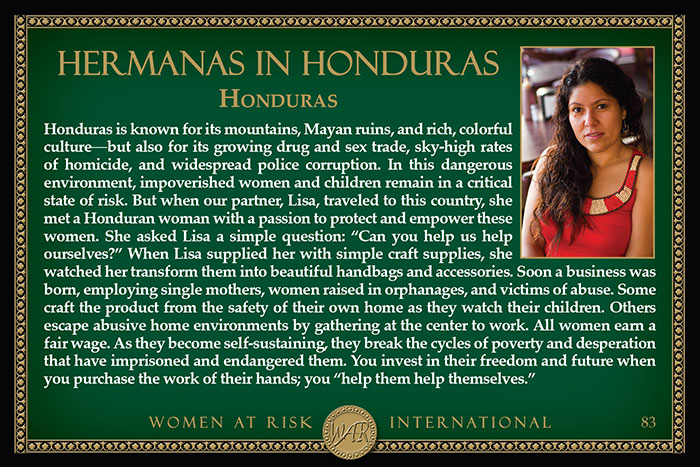 HERMANAS IN HONDURAS
HONDURAS
Honduras is known for its mountains, Mayan ruins, and rich, colorful
culture—but also for its growing drug and sex trade, sky-high rates
of homicide, and widespread police corruption. In this dangerous
environment, impoverished women and children remain in a critical
state of risk. But when our partner, Lisa, traveled to this country, she
met a Honduran woman with a passion to protect and empower these
women. She asked Lisa a simple question: “Can you help us help
ourselves?” When Lisa supplied her with simple craft supplies, she
watched her transform them into beautiful handbags and accessories. Soon a business was
born, employing single mothers, women raised in orphanages, and victims of abuse. Some
craft the product from the safety of their own home as they watch their children. Others
escape abusive home environments by gathering at the center to work. All women earn a
fair wage. As they become self-sustaining, they break the cycles of poverty and desperation
that have imprisoned and endangered them. You invest in their freedom and future when
you purchase the work of their hands; you “help them help themselves.”
WOMEN AT RISK WAR INTERNATIONAL 83